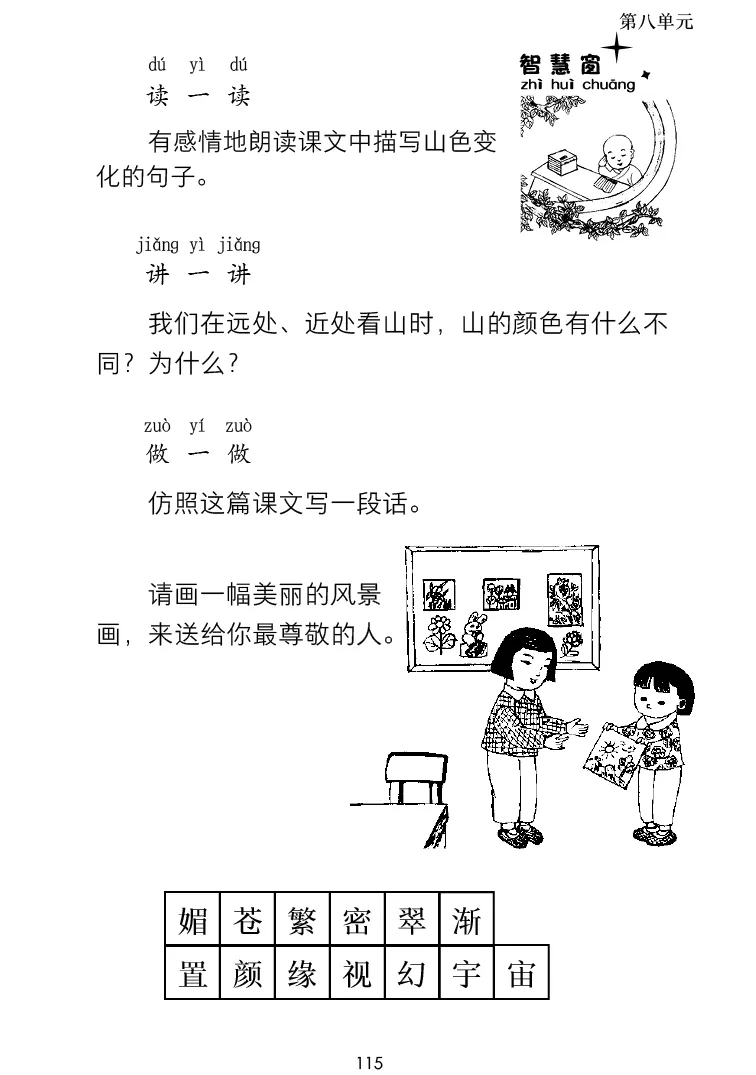 第八单元
智慧窗
zhì huì chuāng
dú yì dú
读一读
有感情地朗读课文中描写山色变
化的句子。
jiǎng yì jiǎng
讲一讲
我们在远处、近处看山时，山的颜色有什么不
同？为什么？
zuò yí zuò
做一做
仿照这篇课文写一段话。
请画一幅美丽的风景
画，来送给你最尊敬的人。
媚 苍 繁 密 翠 渐
置 颜 缘 视 幻 宇 宙
115